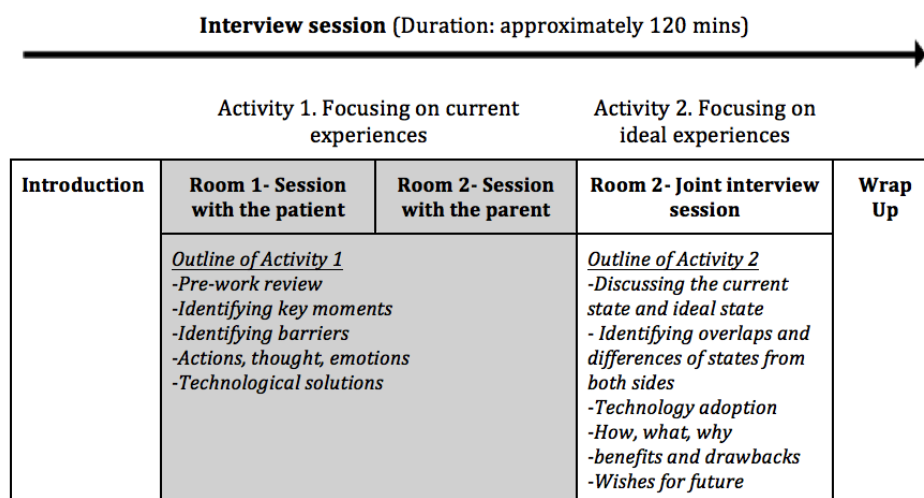 Interview session (Duration: approximately 120 mins)
Activity 1. Focusing on current
experiences
Activity 2. Focusing on
ideal experiences
Introduction
Room 1- Session
with the patient
Room 2- Session
with the parent
Room 2- Joint interview
session
Wrap
Up
Outline of Activity 1
-Pre-work review
-Identifying key moments
-Identifying barriers
-Actions, thought, emotions
-Technological solutions
Outline of Activity 2
-Discussing the current
state and ideal state
- Identifying overlaps and
differences of states from
both sides
-Technology adoption
-How, what, why
-benefits and drawbacks
-Wishes for future